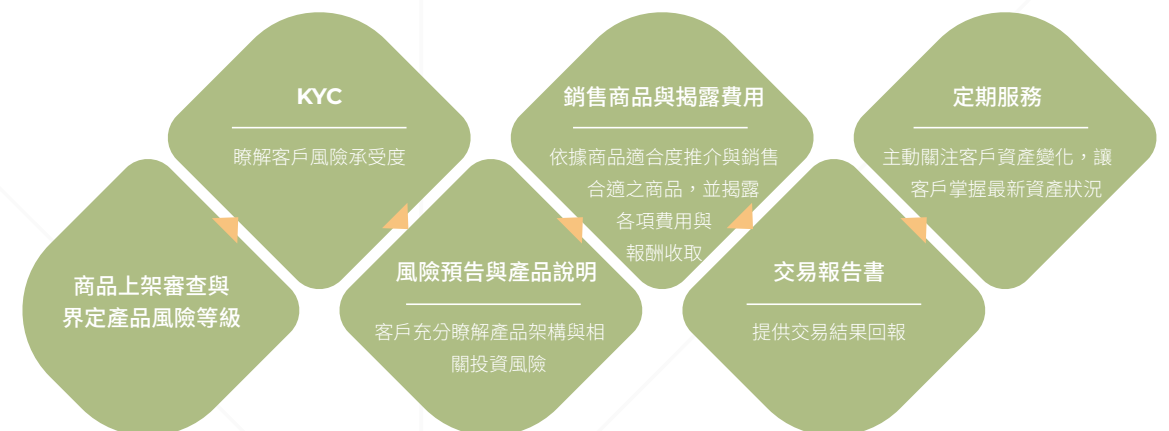 商品上架審查與
界定產品風險等級
KYC
瞭解客戶風險承受度
風險預告與產品說明
客戶充分瞭解產品架構與相
關投資風險
銷售商品與揭露費用
依據商品適合度推介與銷售
合適之商品，並揭露
各項費用與
報酬收取
交易報告書
提供交易結果回報
定期服務
主動關注客戶資產變化，讓
客戶掌握最新資產狀況